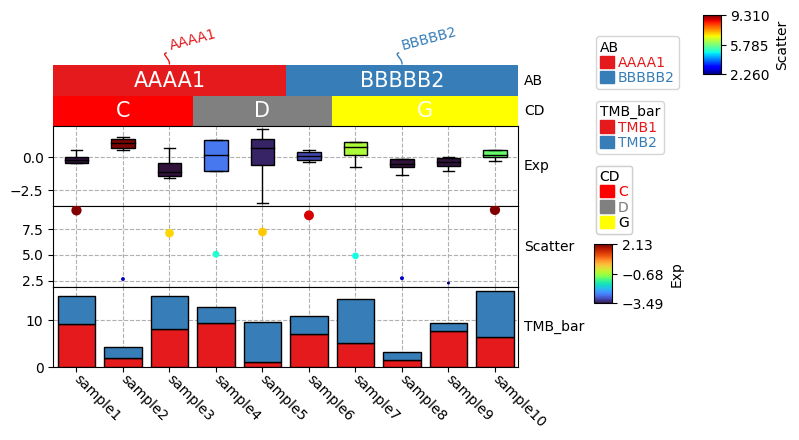 AAAA1
BBBBB2
AAAA1
BBBBB2
AB
C
D
G
CD
0.0
−2.5
Exp
7.5
5.0
2.5
Scatter
10
0
TMB_bar
sample1
sample2
sample3
sample4
sample5
sample6
sample7
sample8
sample9
sample10
AB
AAAA1
BBBBB2
TMB_bar
TMB1
TMB2
CD
C
D
G
2.13
−0.68
−3.49
Exp
9.310
5.785
2.260
Scatter